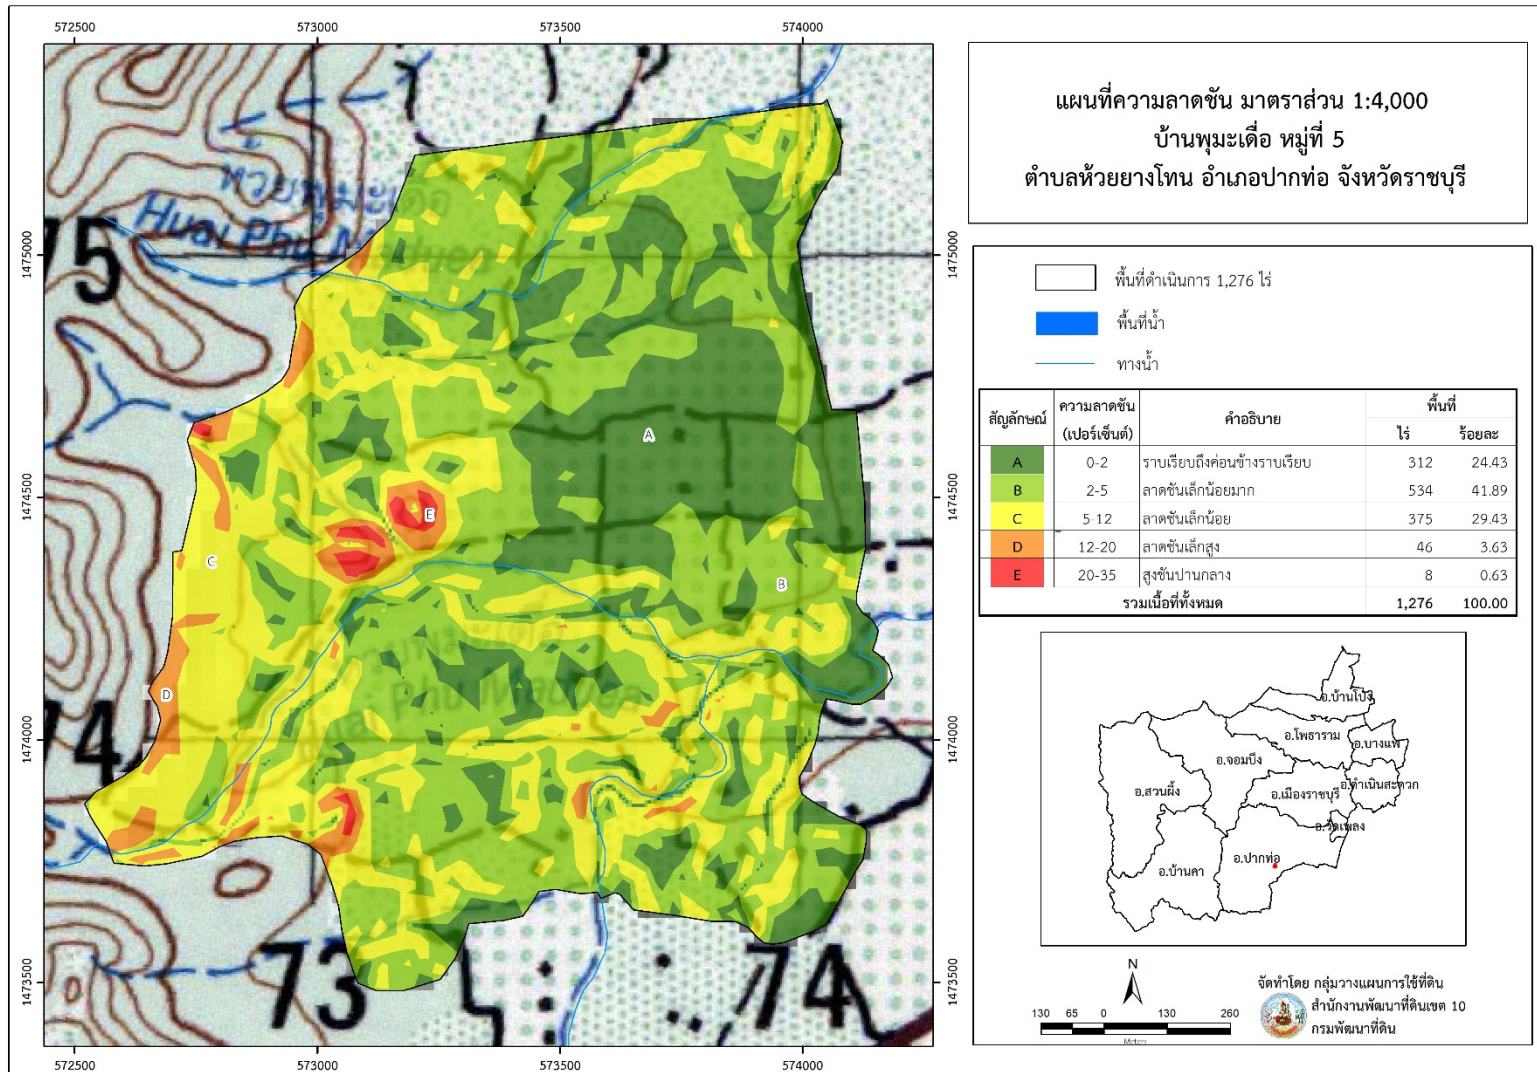 572500 573000 573500 574000
1475000
1474500
1474000
1473500
75
74
73
74
Huai Phu
A
B
C
D
E
1475000
1474500
1474000
1473500
572500 573000 573500 574000
แผนที่ความลาดชัน มาตราส่วน 1:4,000
บ้านพุมะเดื่อ หมู่ที่ 5
ตำบลห้วยยางโทน อำเภอปากท่อ จังหวัดราชบุรี
พื้นที่ดำเนินการ 1,276 ไร่
พื้นที่น้ำ
ทางน้ำ
สัญลักษณ์ ความลาดชัน (เปอร์เซ็นต์) คำอธิบาย พื้นที่
ไร่ ร้อยละ
A 0-2 ราบเรียบถึงค่อนข้างราบเรียบ 312 24.43
B 2-5 ลาดชันเล็กน้อยมาก 534 41.89
C 5-12 ลาดชันเล็กน้อย 375 29.43
D 12-20 ลาดชันเล็กสูง 46 3.63
E 20-35 สูงชันปานกลาง 8 0.63
รวมเนื้อที่ทั้งหมด 1,276 100.00
อ.บ้านโป่ง
อ.โพธาราม
อ.บางแพ
อ.จอมบึง
อ.ดำเนินสะดวก
อ.สวนผึ้ง
อ.เมืองราชบุรี
อ.วัดเพลง
อ.ปากท่อ
อ.บ้านคา
N
130 65 0 130 260
Meters
จัดทำโดย กลุ่มวางแผนการใช้ที่ดิน
สำนักงานพัฒนาที่ดินเขต 10
กรมพัฒนาที่ดิน